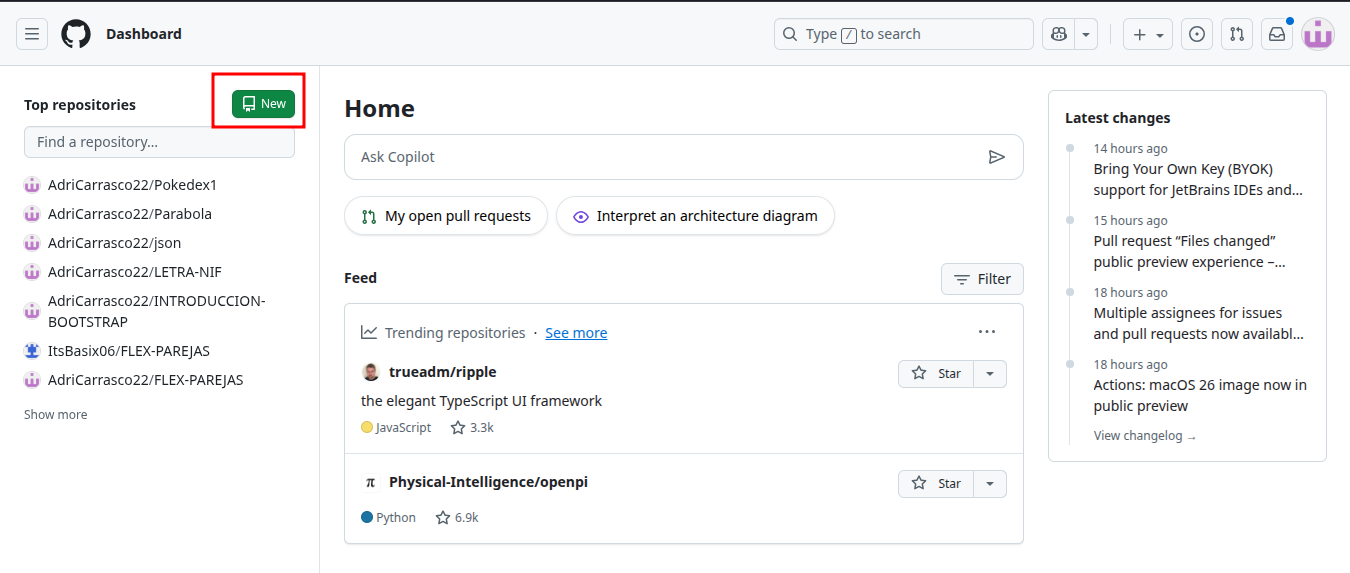 Dashboard
Type / to search
Top repositories
New
Find a repository...
AdriCarrasco22/Pokedex1
AdriCarrasco22/Parabola
AdriCarrasco22/json
AdriCarrasco22/LETRA-NIF
AdriCarrasco22/INTRODUCCION-
BOOTSTRAP
ItsBasix06/FLEX-PAREJAS
AdriCarrasco22/FLEX-PAREJAS
Show more
Home
Ask Copilot
My open pull requests
Interpret an architecture diagram
Feed
Filter
Trending repositories · See more
trueadm/ripple
Star
the elegant TypeScript UI framework
JavaScript
3.3k
π
Physical-Intelligence/openpi
Star
Python
6.9k
Latest changes
14 hours ago
Bring Your Own Key (BYOK)
support for JetBrains IDEs and...
15 hours ago
Pull request “Files changed”
public preview experience –...
18 hours ago
Multiple assignees for issues
and pull requests now availabl...
18 hours ago
Actions: macOS 26 image now in
public preview
View changelog →